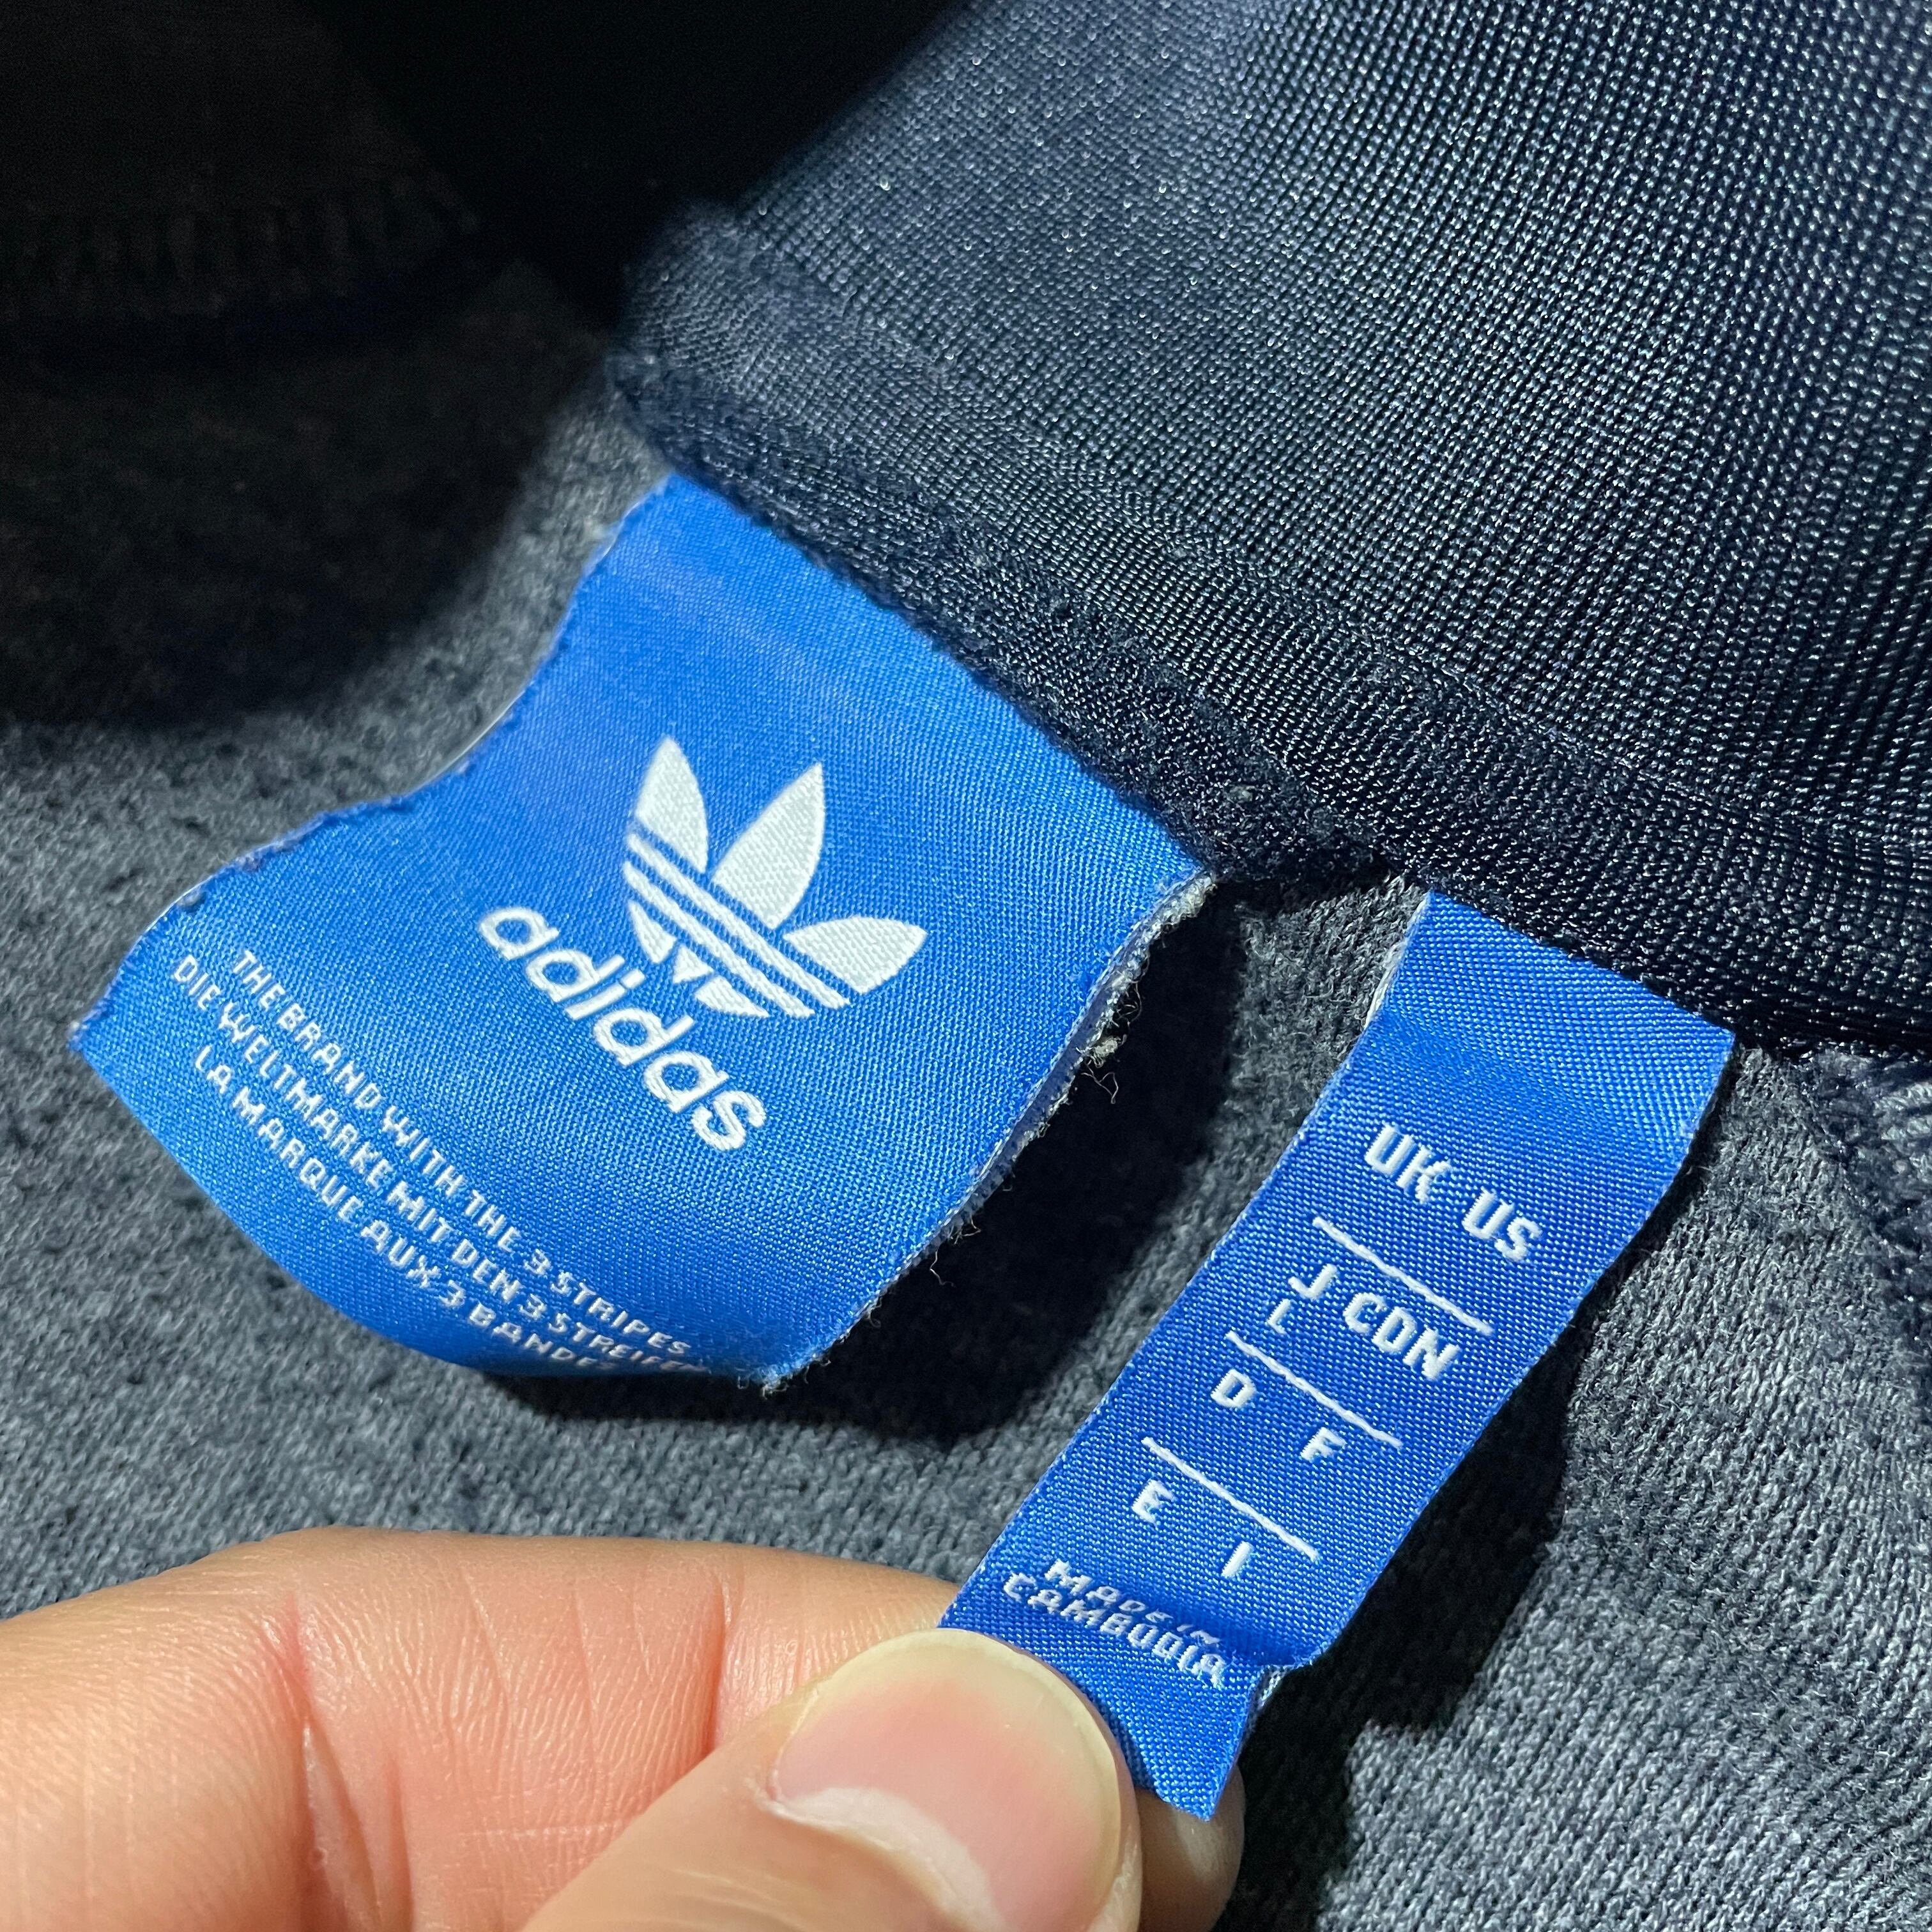 adidas
THE BRAND WITH THE 3 STRIPES
DIE WELTMARKE MIT DEN 3 STREIFEN
LA MARQUE AUX 3 BANDES
UK US
J CDN
L
D F
E I
MADE IN
CAMBODIA